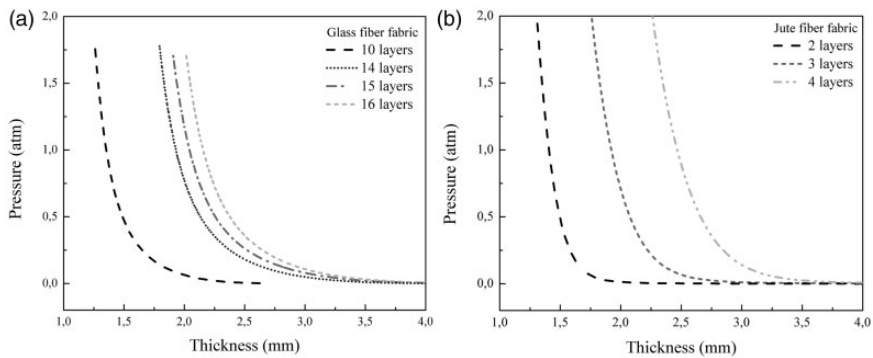 (a)
Glass fiber fabric
10 layers
14 layers
15 layers
16 layers
2,0
1,5
1,0
0,5
0,0
Pressure (atm)
1,0 1,5 2,0 2,5 3,0 3,5 4,0
Thickness (mm)
(b)
Jute fiber fabric
2 layers
3 layers
4 layers
2,0
1,5
1,0
0,5
0,0
Pressure (atm)
1,0 1,5 2,0 2,5 3,0 3,5 4,0
Thickness (mm)